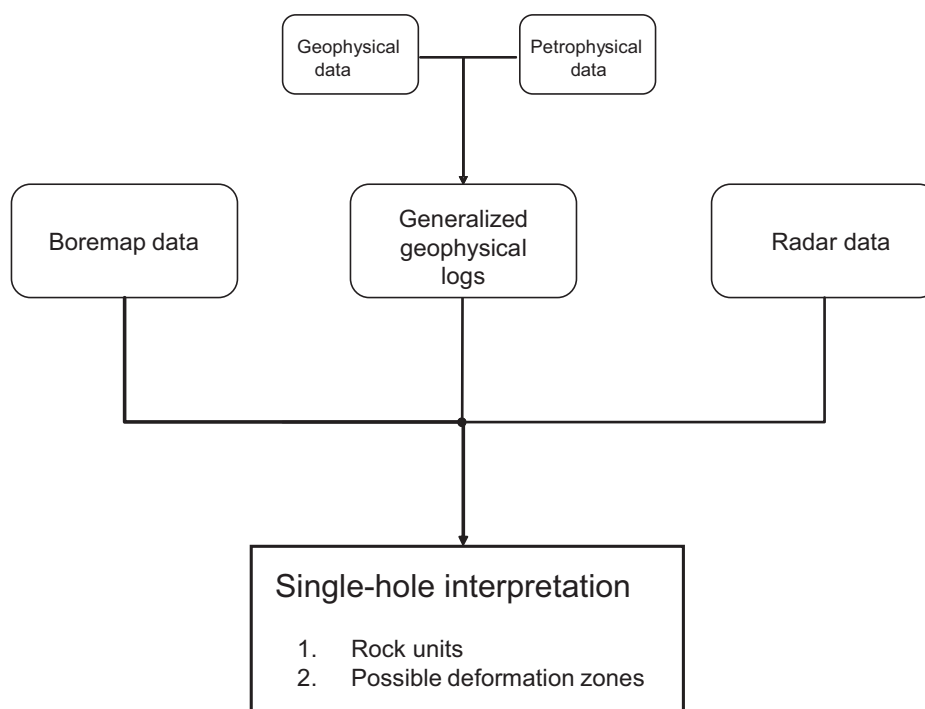 Geophysical
data
Petrophysical
data
Boremap data
Generalized
geophysical
logs
Radar data
Single-hole interpretation
1. Rock units
2. Possible deformation zones